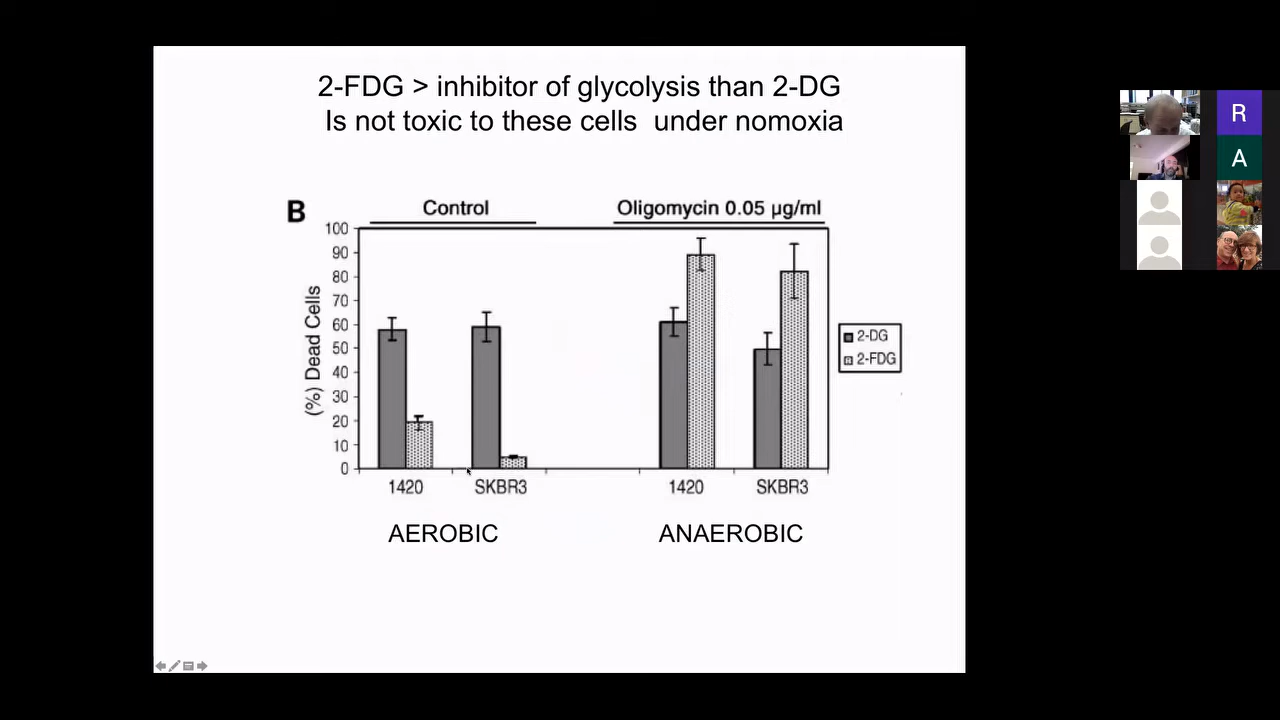 2-FDG > inhibitor of glycolysis than 2-DG
Is not toxic to these cells under nomoxia
B
Control
Oligomycin 0.05 µg/ml
(%) Dead Cells
100
90
80
70
60
50
40
30
20
10
0
2-DG
2-FDG
1420
SKBR3
1420
SKBR3
AEROBIC
ANAEROBIC
R
A